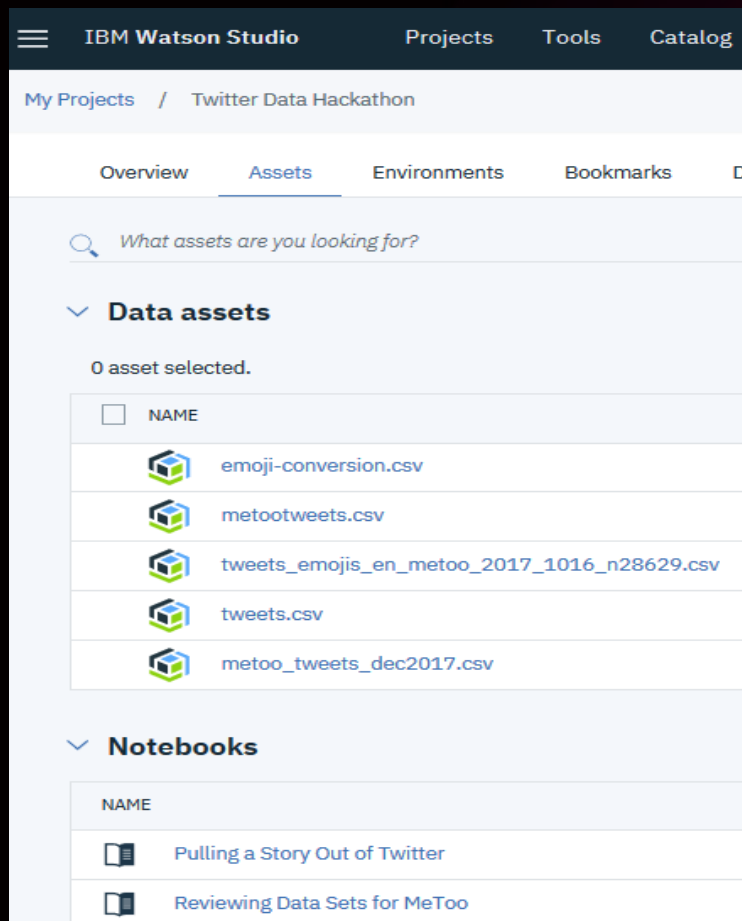 IBM Watson Studio Projects Tools Catalog
My Projects / Twitter Data Hackathon
Overview Assets Environments Bookmarks
What assets are you looking for?
Data assets
0 asset selected.
NAME
emoji-conversion.csv
metootweets.csv
tweets_emojis_en_metoo_2017_1016_n28629.csv
tweets.csv
metoo_tweets_dec2017.csv
Notebooks
NAME
Pulling a Story Out of Twitter
Reviewing Data Sets for MeToo